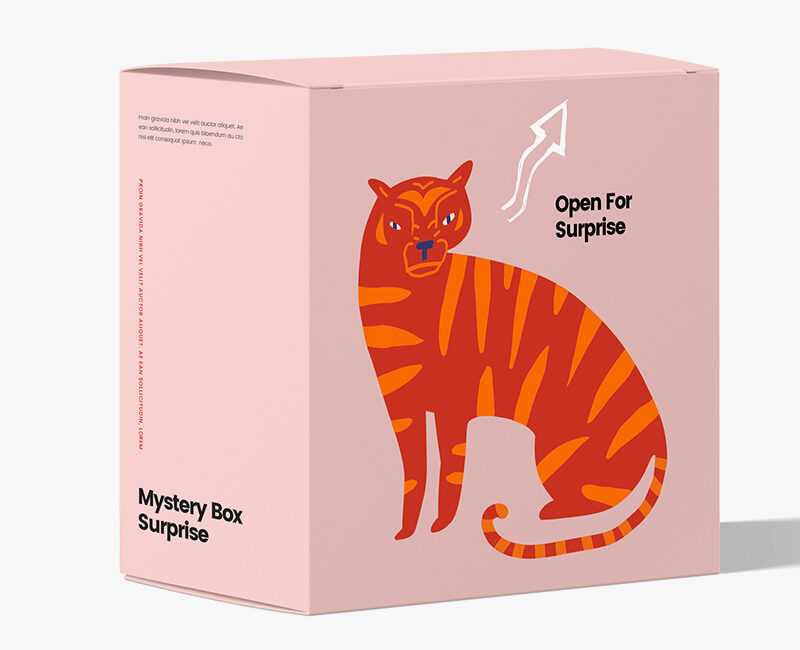 Proin gravida nibh vel velit auctor aliquet. Ae
ean sollicitudin, lorem quis bibendum au cto
nisi elit consequat ipsum neco.
PROIN GRAVIDA NIBH VEL VELIT AUCTOR ALIQUET. AE EAN SOLLICITUDIN, LOREM
Mystery Box
Surprise
Open For
Surprise